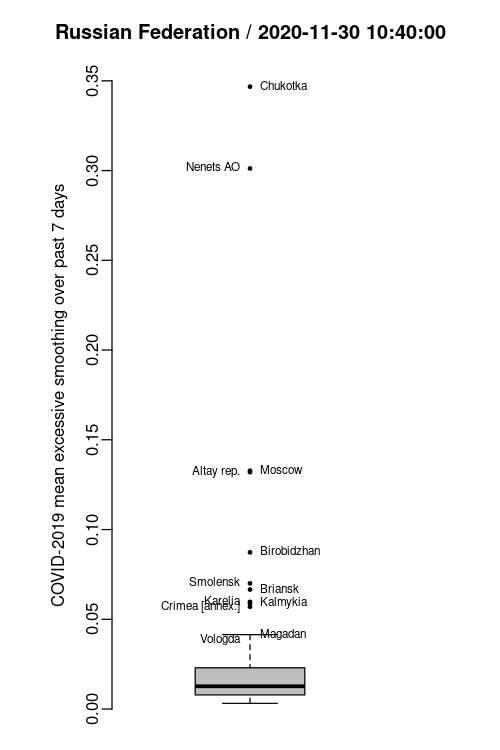 Russian Federation / 2020-11-30 10:40:00
COVID-2019 mean excessive smoothing over past 7 days
0.35
0.30
0.25
0.20
0.15
0.10
0.05
0.00
Chukotka
Nenets AO
Altay rep.
Moscow
Birobidzhan
Smolensk
Briansk
Karelia
Kalmykia
Crimea [annex.]
Magadan
Vologda